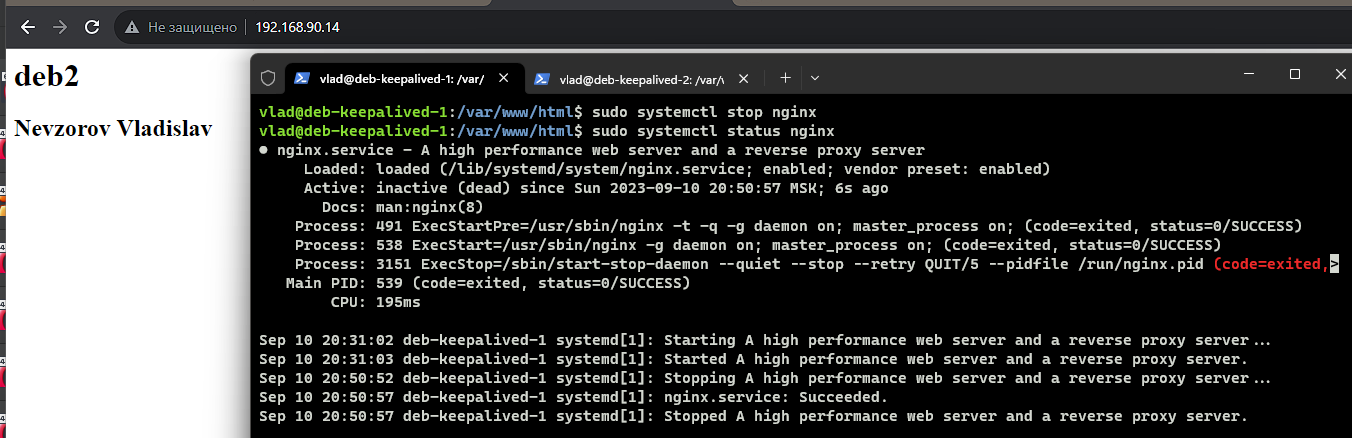 Не защищено
192.168.90.14
deb2
Nevzorov Vladislav
vlad@deb-keepalived-1: /var/
vlad@deb-keepalived-2: /var/v
vlad@deb-keepalived-1:/var/www/html$ sudo systemctl stop nginx
vlad@deb-keepalived-1:/var/www/html$ sudo systemctl status nginx
● nginx.service - A high performance web server and a reverse proxy server
Loaded: loaded (/lib/systemd/system/nginx.service; enabled; vendor preset: enabled)
Active: inactive (dead) since Sun 2023-09-10 20:50:57 MSK; 6s ago
Docs: man:nginx(8)
Process: 491 ExecStartPre=/usr/sbin/nginx -t -q -g daemon on; master_process on; (code=exited, status=0/SUCCESS)
Process: 538 ExecStart=/usr/sbin/nginx -g daemon on; master_process on; (code=exited, status=0/SUCCESS)
Process: 3151 ExecStop=/sbin/start-stop-daemon --quiet --stop --retry QUIT/5 --pidfile /run/nginx.pid (code=exited,>
Main PID: 539 (code=exited, status=0/SUCCESS)
CPU: 195ms
Sep 10 20:31:02 deb-keepalived-1 systemd[1]: Starting A high performance web server and a reverse proxy server...
Sep 10 20:31:03 deb-keepalived-1 systemd[1]: Started A high performance web server and a reverse proxy server.
Sep 10 20:50:52 deb-keepalived-1 systemd[1]: Stopping A high performance web server and a reverse proxy server...
Sep 10 20:50:57 deb-keepalived-1 systemd[1]: nginx.service: Succeeded.
Sep 10 20:50:57 deb-keepalived-1 systemd[1]: Stopped A high performance web server and a reverse proxy server.